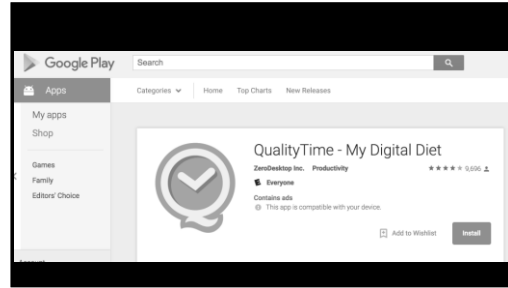 Google Play
Search
Apps
Categories
Home
Top Charts
New Releases
My apps
Shop
Games
Family
Editors' Choice
Account
QualityTime - My Digital Diet
ZeroDesktop Inc. Productivity
9,696
Everyone
Contains ads
This app is compatible with your device.
Add to Wishlist
Install